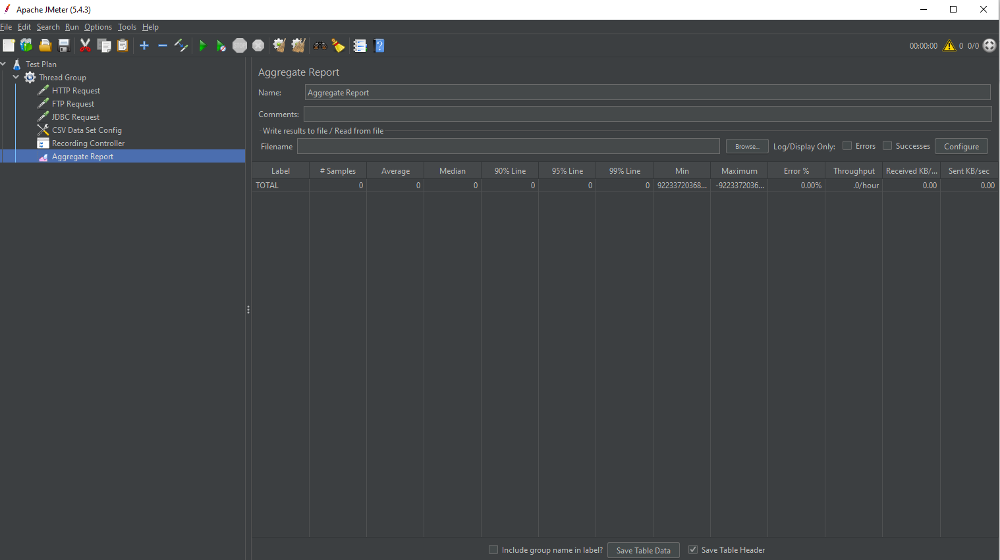 Apache JMeter (5.4.3)
File Edit Search Run Options Tools Help
00:00:00 0 0/0
Test Plan
Thread Group
HTTP Request
FTP Request
JDBC Request
CSV Data Set Config
Recording Controller
Aggregate Report
Aggregate Report
Name: Aggregate Report
Comments:
Write results to file / Read from file
Filename Browse... Log/Display Only: Errors Successes Configure
Label # Samples Average Median 90% Line 95% Line 99% Line Min Maximum Error % Throughput Received KB/... Sent KB/sec
TOTAL 0 0 0 0 0 0 92233720368... -9223372036... 0.00% .0/hour 0.00 0.00
Include group name in label? Save Table Data Save Table Header